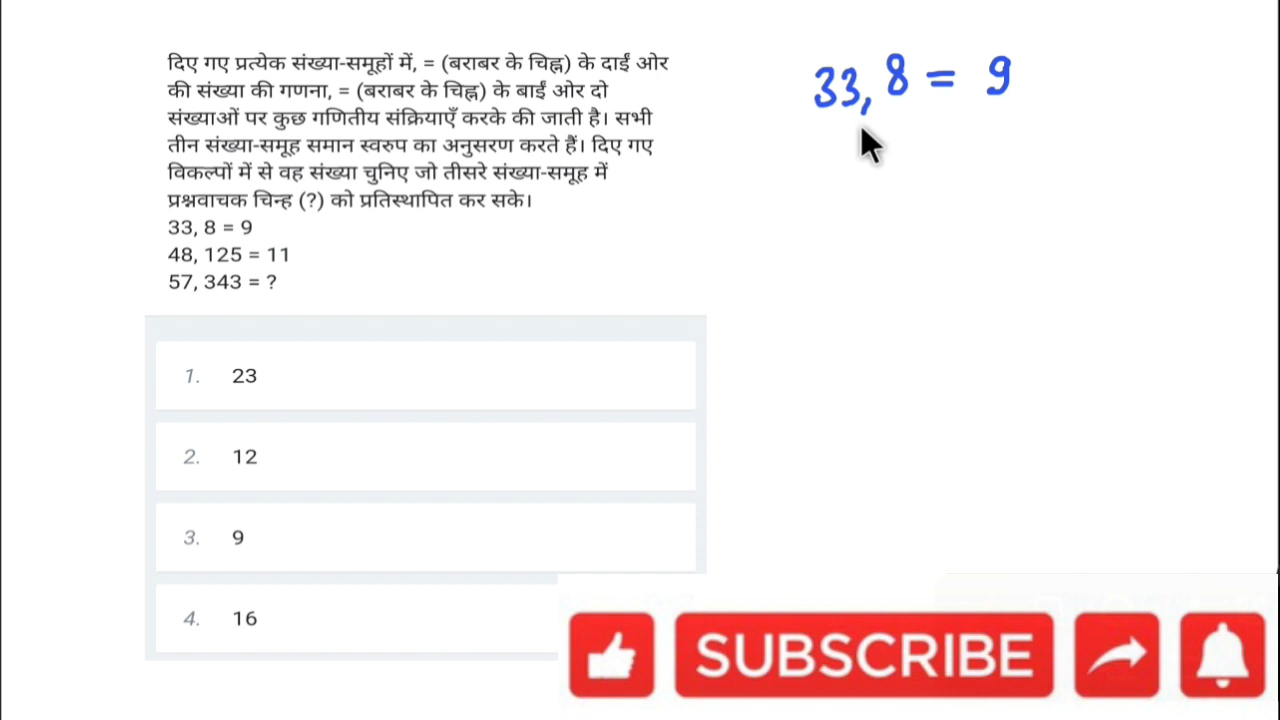 दिए गए प्रत्येक संख्या-समूहों में, = (बराबर के चिह्न) के दाईं ओर
की संख्या की गणना, = (बराबर के चिह्न) के बाईं ओर दो
संख्याओं पर कुछ गणितीय संक्रियाएँ करके की जाती है। सभी
तीन संख्या-समूह समान स्वरुप का अनुसरण करते हैं। दिए गए
विकल्पों में से वह संख्या चुनिए जो तीसरे संख्या-समूह में
प्रश्नवाचक चिन्ह (?) को प्रतिस्थापित कर सके।
33, 8 = 9
48, 125 = 11
57, 343 = ?
1. 23
2. 12
3. 9
4. 16
33, 8 = 9
SUBSCRIBE